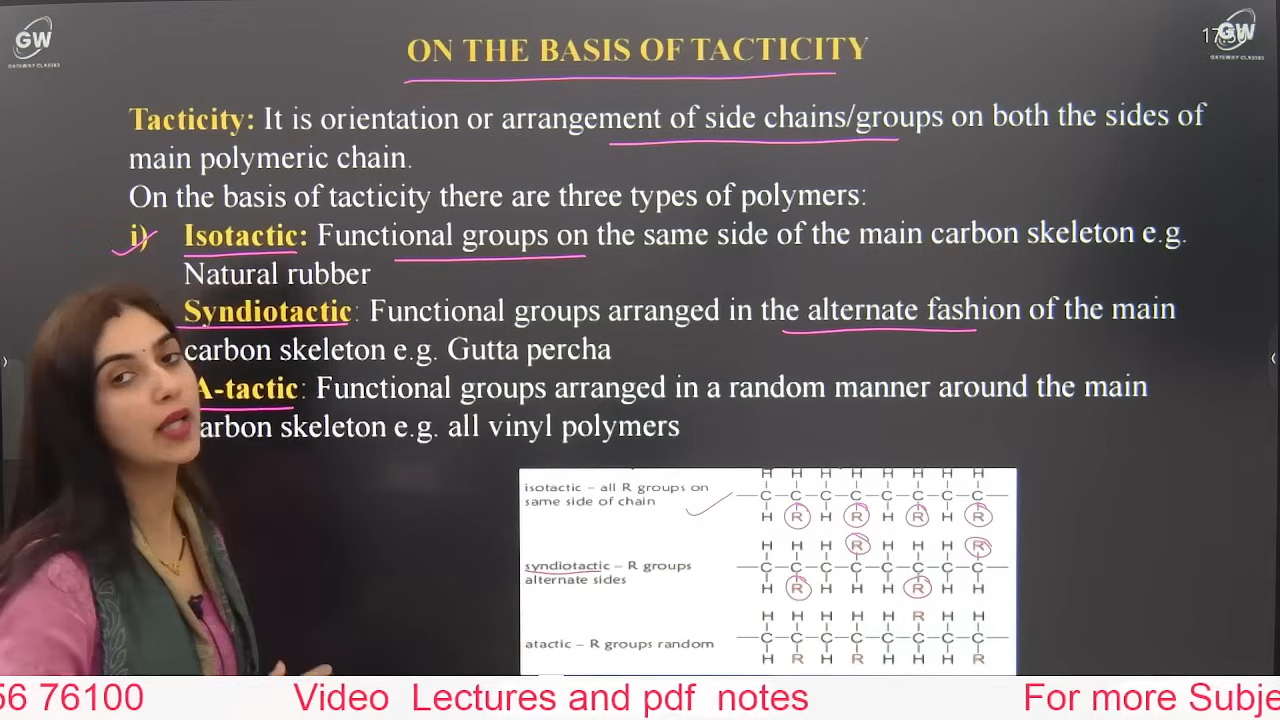 GW
GATEWAY CLASSES
ON THE BASIS OF TACTICITY
GW
GATEWAY CLASSES
Tacticity: It is orientation or arrangement of side chains/groups on both the sides of
main polymeric chain.
On the basis of tacticity there are three types of polymers:
i) Isotactic: Functional groups on the same side of the main carbon skeleton e.g.
Natural rubber
Syndiotactic: Functional groups arranged in the alternate fashion of the main
carbon skeleton e.g. Gutta percha
A-tactic: Functional groups arranged in a random manner around the main
arbon skeleton e.g. all vinyl polymers
isotactic – all R groups on
same side of chain
H H H H H H H H
C C C C C C C C
H R H R H R H R
syndiotactic – R groups
alternate sides
H H H R H H H R
C C C C C C C C
H R H H H R H H
atactic – R groups random
H H H H H R H H
C C C C C C C C
H R H R H H H R
56 76100 Video Lectures and pdf notes For more Subje